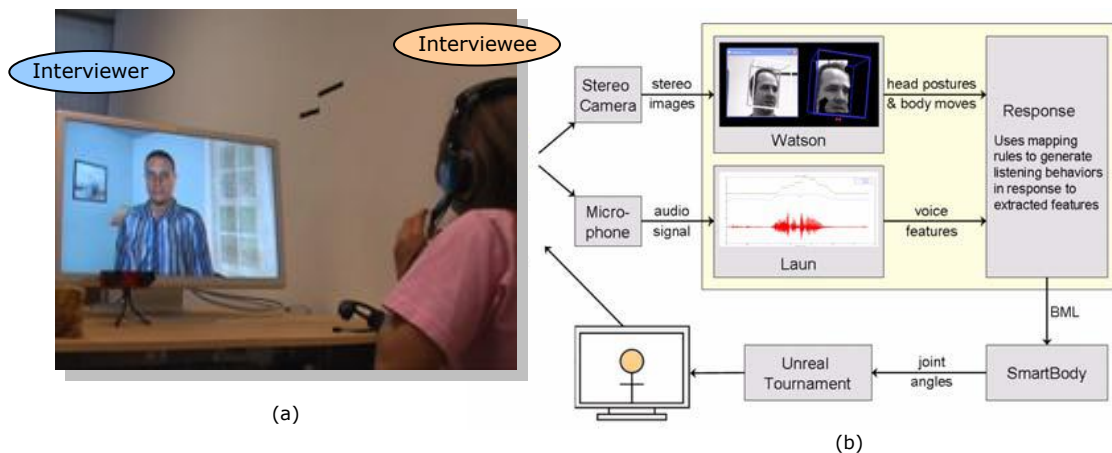 Interviewer
Interviewee
(a)
Stereo
Camera
stereo
images
Watson
head postures
& body moves
Response
Uses mapping
rules to generate
listening behaviors
in response to
extracted features
Micro-
phone
audio
signal
Laun
voice
features
BML
SmartBody
joint
angles
Unreal
Tournament
(b)